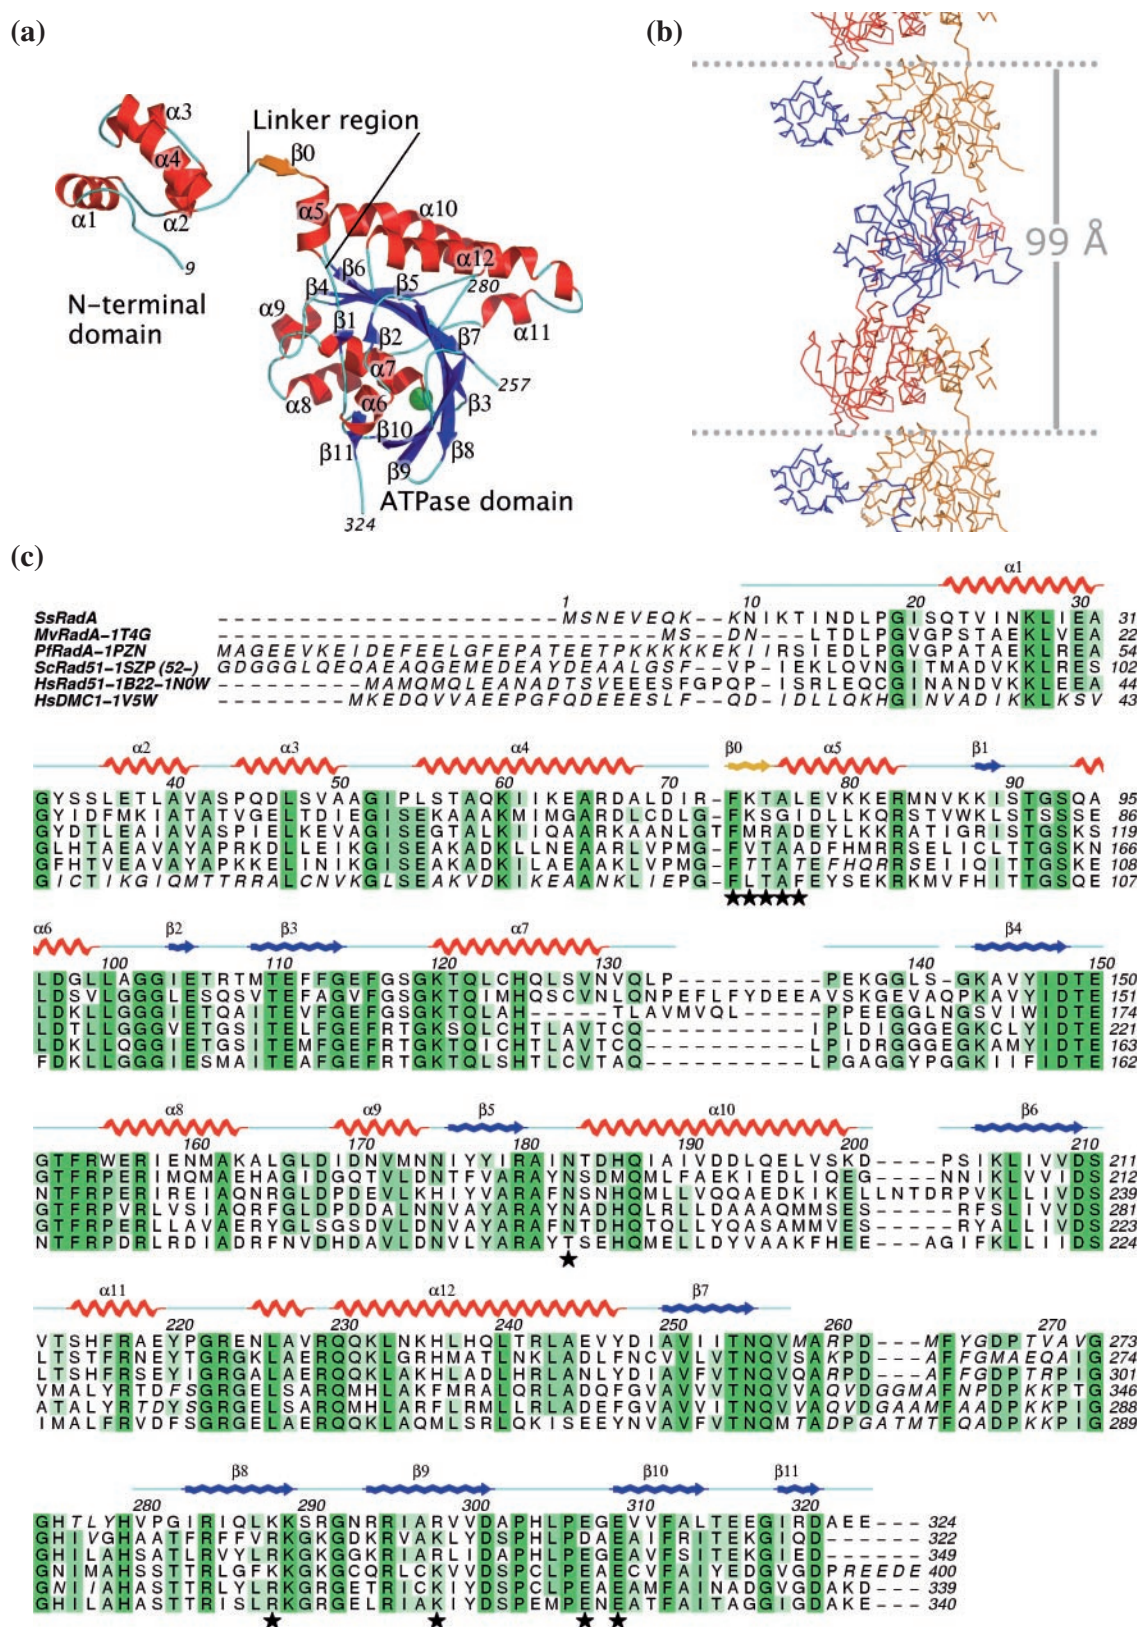 (a)
(b)
α3
Linker region
α4
β0
α1
α2
α5
α10
9
β6
α12
N-terminal
domain
β4
β5
280
α9
β1
β2
α11
β7
α7
257
α8
α6
β3
β10
β11
β8
β9
ATPase domain
324
99 Å
(c)
α1
1 10 20 30
SsRadA - - - - - - - - - - - - - - - - - - - - - MSNEVEQK--KNIKTINDLPGISQTVINKLIEA 31
MvRadA-1T4G - - - - - - - - - - - - - - - - - - - - - - - - - - - MS--DN---LTDLPGVGPSTAEKLVEA 22
PfRadA-1PZN MAGEEVKEIDEFEELGFEPATEETPKKKKKKEKIIRSIEDLPGVGPATAEKLREA 54
ScRad51-1SZP (52-) GDGGGLQEQAEAQGEMEDEAYDEAALGSF--VP-IEKLQVNGITMADVKKLRES 102
HsRad51-1B22-1N0W - - - - - - - - - MAMQMQLEANADTSVEEESFGPQP-ISRLEQCGINANDVKKLEEA 44
HsDMC1-1V5W - - - - - - - - MKEDQVVAEEPGFQDEEESLF--QD-IDLLQKHGINVADIKKLKSV 43
α2 α3 α4 β0 α5 β1
40 50 60 70 80 90
GYSSLETLAVASPQDLSVAAGIPLSTAQKIIKEARDALDIR-FKTALEVKKERMNVKKISTGSQA 95
GYIDFMKIATATVGELTDIEGISEKAAAKMIMGARDLCDLG-FKSGIDLLKQRSTVWKLSTSSSE 86
GYDTLEAIAVASPIELKEVAGISEGTALKIIQAARKAANLGTFMRADEYLKKRATIGRISTGSKS 119
GLHTAEAVAYAPRKDLLEIKGISEAKADKLLNEAARLVPMG-FVTAADFHMRRSELICLTTGSKN 166
GFHTVEAVAYAPKKELINIKGISEAKADKILAEAAKLVPMG-FTTATEFHQRRSEIIQITTGSKE 108
GICTIKGIQMTTRRALCNVKGLSEAKVDKIKEAANKLIEPG-FLTAFEYSEKRKMVFHITTGSQE 107
★★★★★
α6 β2 β3 α7 β4
100 110 120 130 140 150
LDGLLAGGIETRTMTEFFGEFGSGKTQLCHQLSVNVQLP- - - - - - - - -PEKGGLS-GKAVYIDTE 150
LDSVLGGGLESQSVTEFAGVFGSGKTQIMHQSCVNLQNPEFLFYDEEAVSKGEVAQPKAVYIDTE 151
LDKLLGGGIETQAITEVFGEFGSGKTQLAH- - - - -TLAVMVQL- - -PPEEGGLNGSVIWIDTE 174
LDTLLGGGVETGSITELFGEFRTGKSQLCHTLAVTCQ- - - - - - - - - -IPLDIGGGEGKCLYIDTE 221
LDKLLQGGIETGSITEMFGEFRTGKTQICHTLAVTCQ- - - - - - - - - -LPIDRGGGEGKAMYIDTE 163
FDKLLGGGIESMAITEAFGEFRTGKTQLSHTLCVTAQ- - - - - - - - - -LPGAGGYPGGKIIFIDTE 162
α8 α9 β5 α10 β6
160 170 180 190 200 210
GTFRWERIENMAKALGLDIDNVMNNIYYIRAINTDHQIAIVDDLQELVSKD- - - -PSIKLIVVDS 211
GTFRPERIMQMAEHAGIDGQTVLDNTFVARAYNSDMQMLFAEKIEDLIQEG- - - -NNIKLVVIDS 212
NTFRPERIREIAQNRGLDPDEVLKHIYVARAFNSNHQMLLVQQAEDKIKELLNTDRPVKLLIVDS 239
GTFRPVRLVSIAQRFGLDPDDALNNVAYARAYNADHQLRLLDAAAQMMSES- - - -RFSLIVVDS 281
GTFRPERLLAVAERYGLSGSDVLDNVAYARAFNTDHQTQLLYQASAMMVES- - - -RYALLIVDS 223
NTFRPDRLRDIADRFNVDHDAVLDNVLYARAYTSEHQMELLDYVAAKFHEE- - - -AGIFKLLIIDS 224
★
α11 α12 β7
220 230 240 250 260 270
VTSHFRAEYPGRENLAVRQQKLNKHLHQLTRLAEVYDIAVIITNQVMARPD- - -MFYGDPTVAVG 273
LTSTFRNEYTGRGKLAERQQKLGRHMATLNKLADLFNCVVLVTNQVSAKPD- - -AFFGMAEQAIG 274
LTSHFRSEYIGRGALAERQQKLAKHLADLHRLANLYDIAVFVTNQVQARPD- - -AFFGDPTRPIG 301
VMALYRTDFSGRGELSARQMHLAKFMRALQRLADQFGVAVVVTNQVVAQVDGGMAFNPDPKKPTG 346
ATALYRTDYSGRGELSARQMHLARFLRMLLRLADEFGVAVVITNQVVAQVDGAAMFAADPKKPIG 288
IMALFRVDFSGRGELAERQQKLAQMLSRLQKISEEYNVAVFVTNQMTADPGATMTFQADPKKPIG 289
β8 β9 β10 β11
280 290 300 310 320
GHTLYHVPGIRIQLKKSRGNRRIARVVDAPHLPEGEVVFALTEEGIRDAEE- - - 324
GHIVGHAATFRFFVRKGKGDKRVAKLYDSPHLPDAEAIFRITEKGIQD- - - - - 322
GHILAHSATLRVYLRKGKGGKRIARLIDAPHLPEGEAVFSITEKGIED- - - - - 349
GNIMAHSSTTRLGFKKGKGCQRLCKVVDSPCLPEAECVFAIYEDGVGDPREEDE 400
GNIIAHASTTRLYLRKGRGETRICKIYDSPCLPEAEAMFAINADGVGDAKD- - - 339
GHILAHASTTRISLRKGRGELRIAKIYDSPEMPENEATFAITAGGIGDAKE- - - 340
★ ★ ★ ★